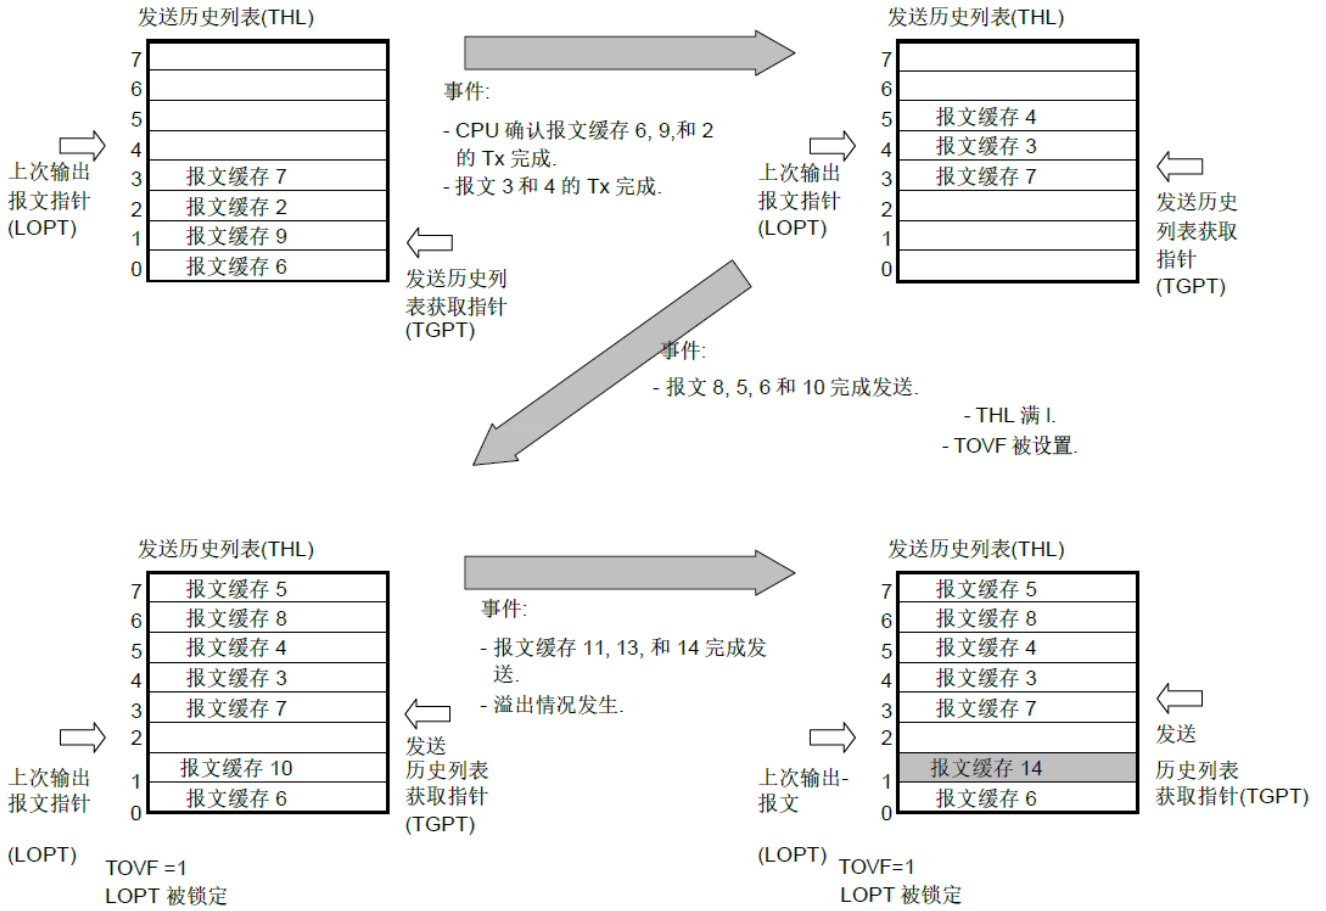 发送历史列表(THL)
7
6
5
4
3 报文缓存 7
2 报文缓存 2
1 报文缓存 9
0 报文缓存 6
上次输出
报文指针
(LOPT)
发送历史列
表获取指针
(TGPT)
事件:
- CPU 确认报文缓存 6, 9,和 2
的 Tx 完成.
- 报文 3 和 4 的 Tx 完成.
发送历史列表(THL)
7
6
5 报文缓存 4
4 报文缓存 3
3 报文缓存 7
2
1
0
上次输出
报文指针
(LOPT)
发送历史
列表获取
指针
(TGPT)
事件:
- 报文 8, 5, 6 和 10 完成发送.
- THL 满 l.
- TOVF 被设置.
发送历史列表(THL)
7 报文缓存 5
6 报文缓存 8
5 报文缓存 4
4 报文缓存 3
3 报文缓存 7
2
1 报文缓存 10
0 报文缓存 6
上次输出
报文指针
(LOPT)
发送
历史列表
获取指针
(TGPT)
TOVF =1
LOPT 被锁定
事件:
- 报文缓存 11, 13, 和 14 完成发
送.
- 溢出情况发生.
发送历史列表(THL)
7 报文缓存 5
6 报文缓存 8
5 报文缓存 4
4 报文缓存 3
3 报文缓存 7
2
1 报文缓存 14
0 报文缓存 6
上次输出-
报文
(LOPT)
发送
历史列表
获取指针(TGPT)
TOVF=1
LOPT 被锁定